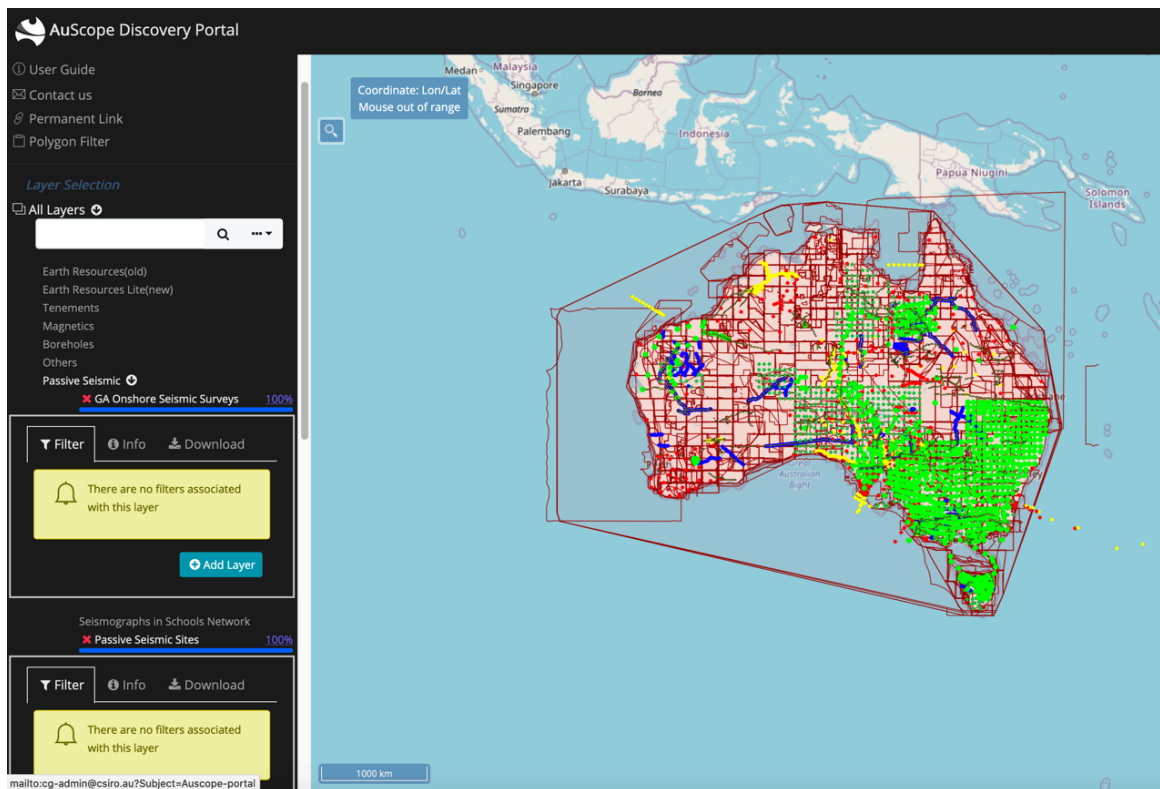 AuScope Discovery Portal
User Guide
Contact us
Permanent Link
Polygon Filter
Layer Selection
All Layers
Earth Resources(old)
Earth Resources Lite(new)
Tenements
Magnetics
Boreholes
Others
Passive Seismic
GA Onshore Seismic Surveys 100%
Filter Info Download
There are no filters associated
with this layer
Add Layer
Seismographs in Schools Network
Passive Seismic Sites 100%
Filter Info Download
There are no filters associated
with this layer
mailto:cg-admin@csiro.au?Subject=Auscope-portal
Coordinate: Lon/Lat
Mouse out of range
Medan
Malaysia
Singapore
Borneo
Sumatra
Palembang
Indonesia
Jakarta
Surabaya
Papua Niugini
Solomon
Islands
Great
Australian
Bight
1000 km